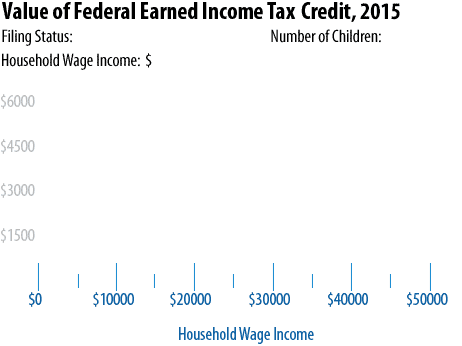 Value of Federal Earned Income Tax Credit, 2015
Filing Status: Number of Children:
Household Wage Income: $
$6000
$4500
$3000
$1500
$0 $10000 $20000 $30000 $40000 $50000
Household Wage Income